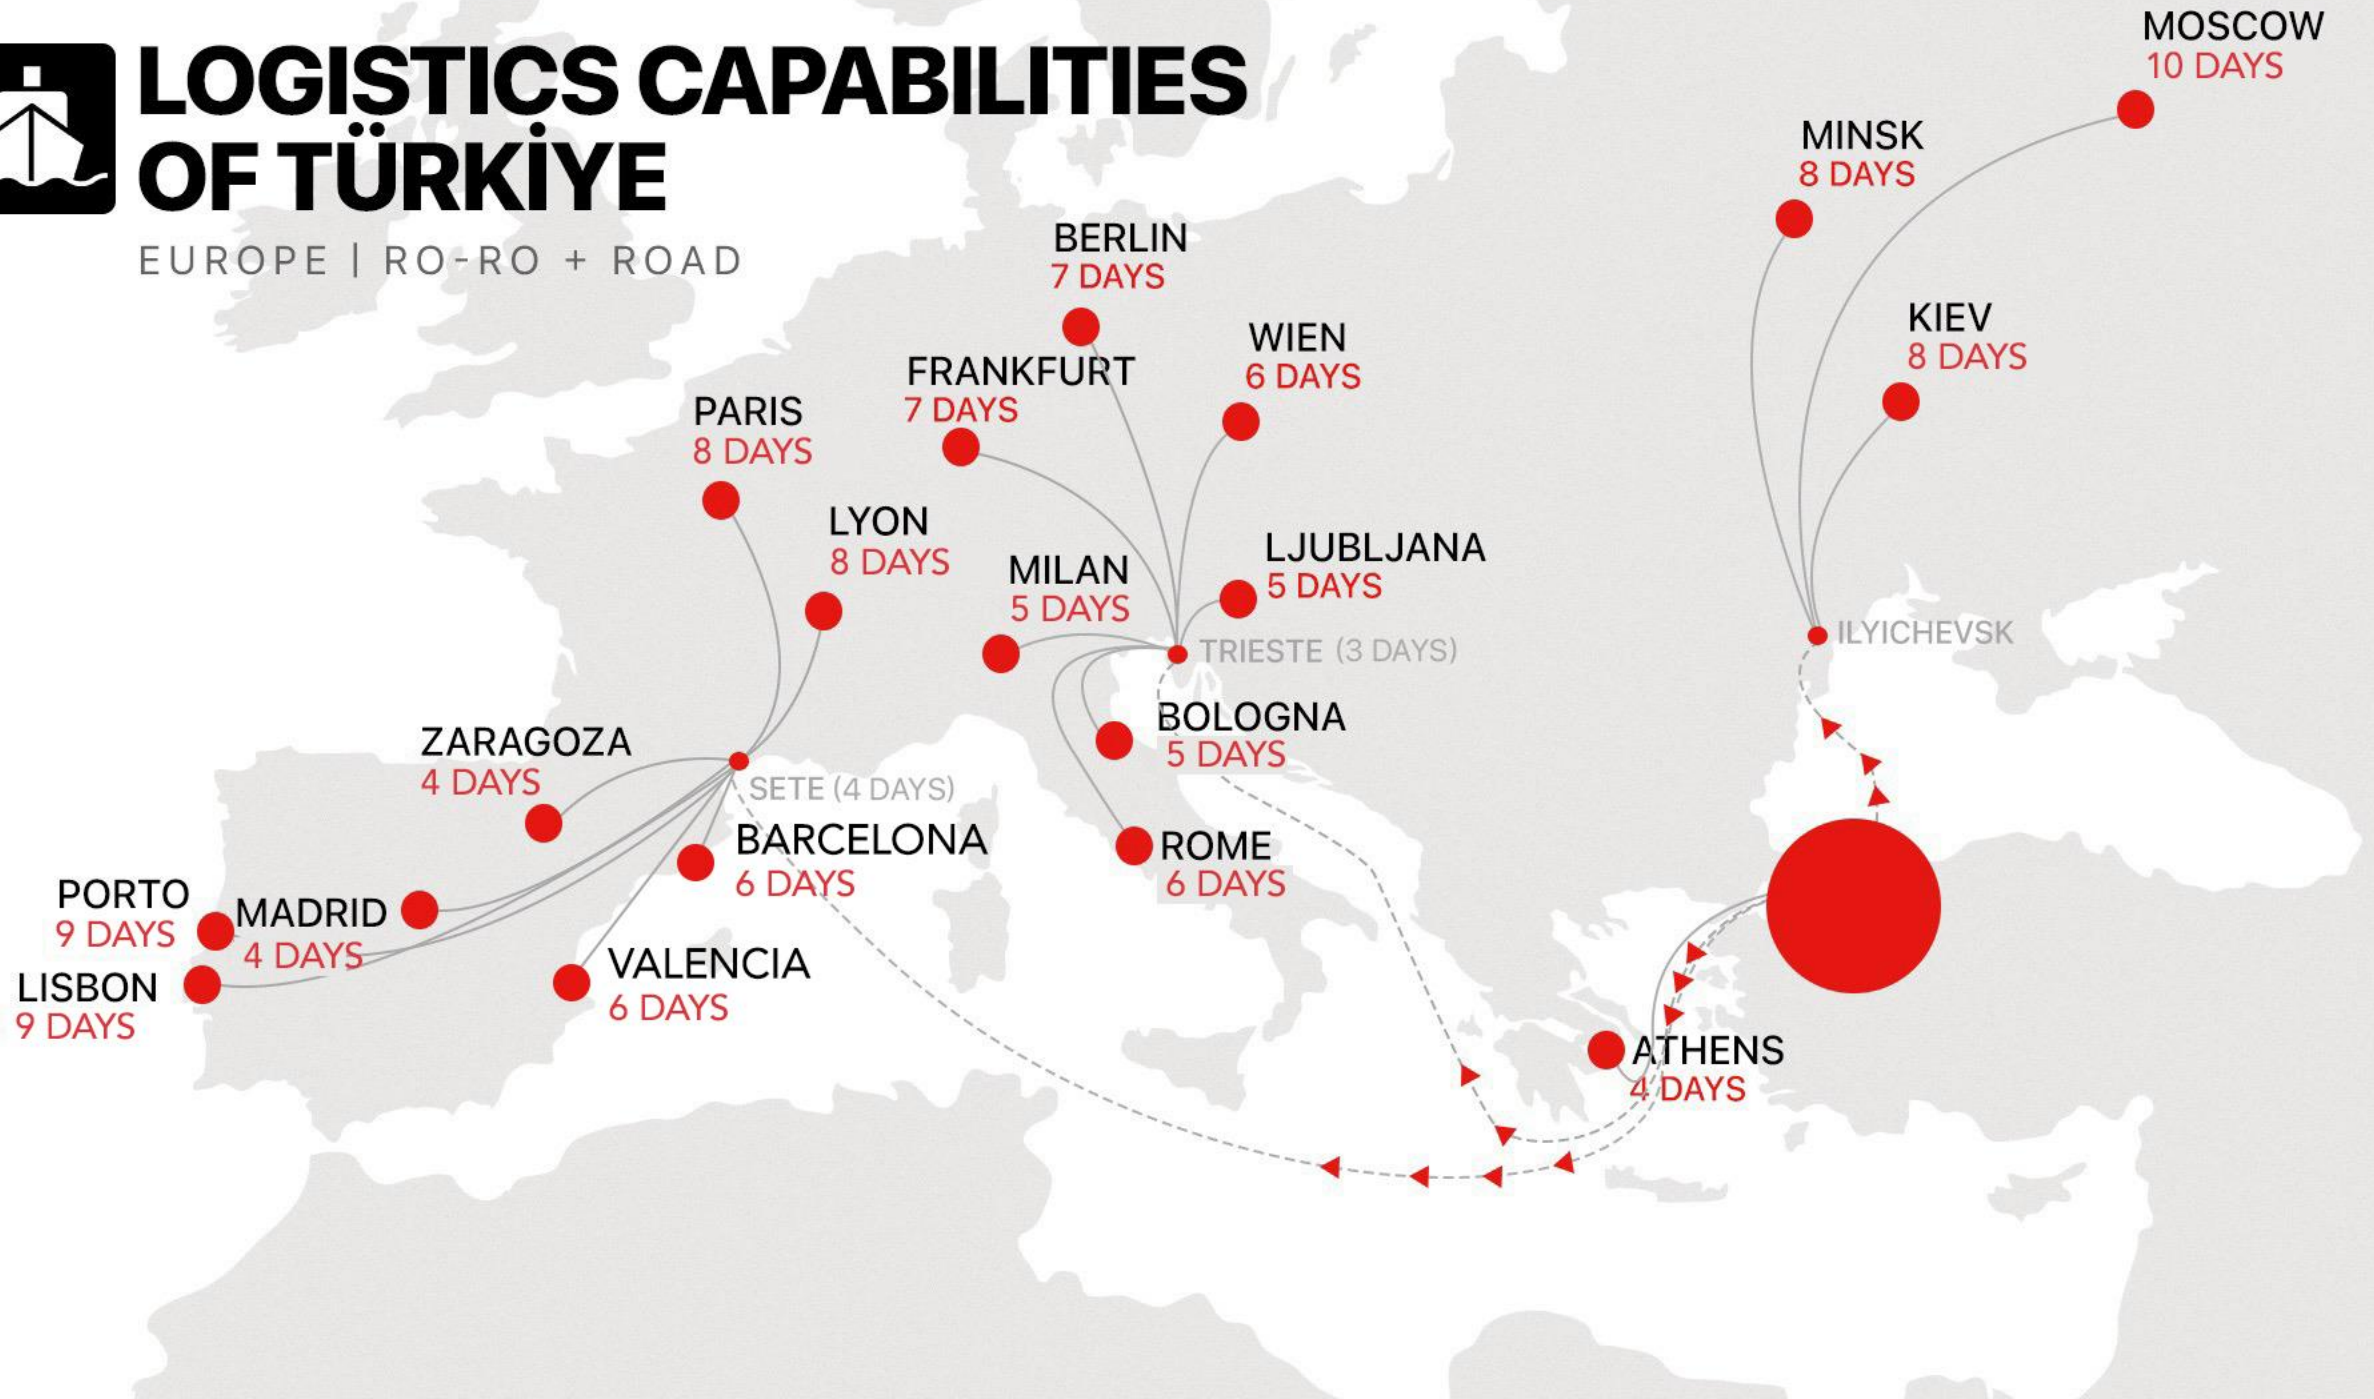 LOGISTICS CAPABILITIES
OF TÜRKİYE
EUROPE | RO-RO + ROAD
MOSCOW
10 DAYS
MINSK
8 DAYS
BERLIN
7 DAYS
KIEV
8 DAYS
WIEN
6 DAYS
FRANKFURT
7 DAYS
PARIS
8 DAYS
LYON
8 DAYS
LJUBLJANA
5 DAYS
MILAN
5 DAYS
TRIESTE (3 DAYS)
ILYICHEVSK
BOLOGNA
5 DAYS
ZARAGOZA
4 DAYS
SETE (4 DAYS)
BARCELONA
6 DAYS
ROME
6 DAYS
PORTO
9 DAYS
MADRID
4 DAYS
LISBON
9 DAYS
VALENCIA
6 DAYS
ATHENS
4 DAYS